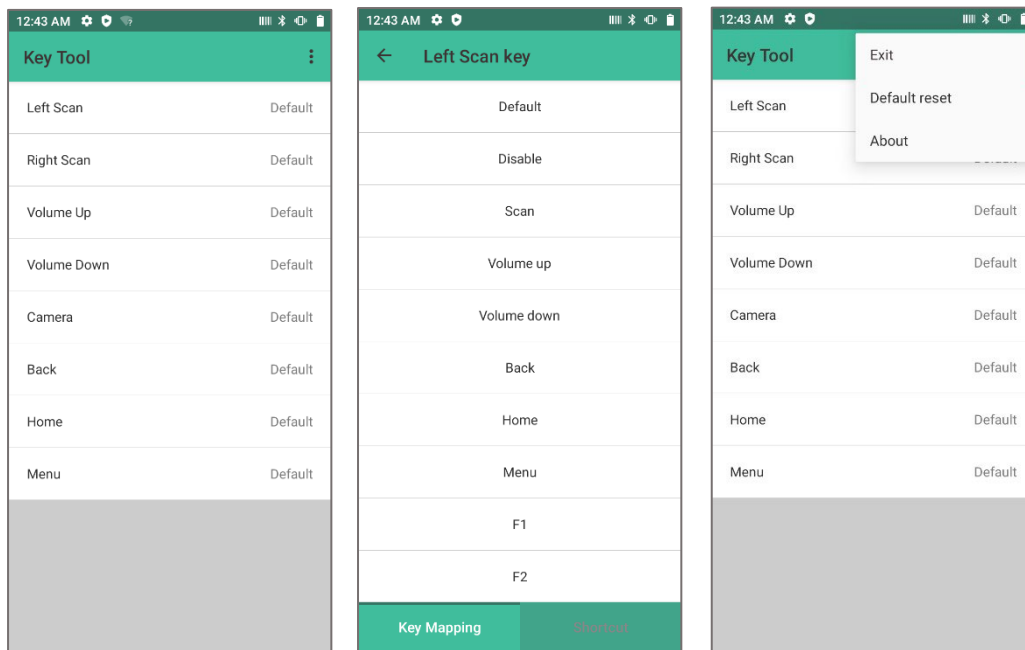 12:43 AM
Key Tool
Left Scan Default
Right Scan Default
Volume Up Default
Volume Down Default
Camera Default
Back Default
Home Default
Menu Default
12:43 AM
Left Scan key
Default
Disable
Scan
Volume up
Volume down
Back
Home
Menu
F1
F2
Key Mapping Shortcut
12:43 AM
Key Tool
Exit
Default reset
About
Left Scan
Right Scan
Volume Up Default
Volume Down Default
Camera Default
Back Default
Home Default
Menu Default